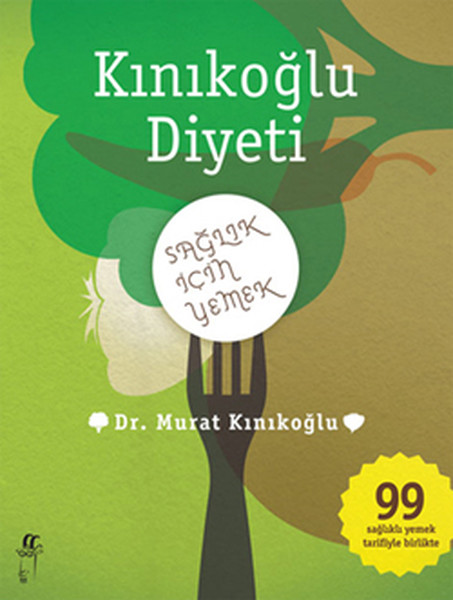 Kınıkoğlu
Diyeti
SAĞLIK
İÇİN
YEMEK
Dr. Murat Kınıkoğlu
99
sağlıklı yemek
tarifiyle birlikte